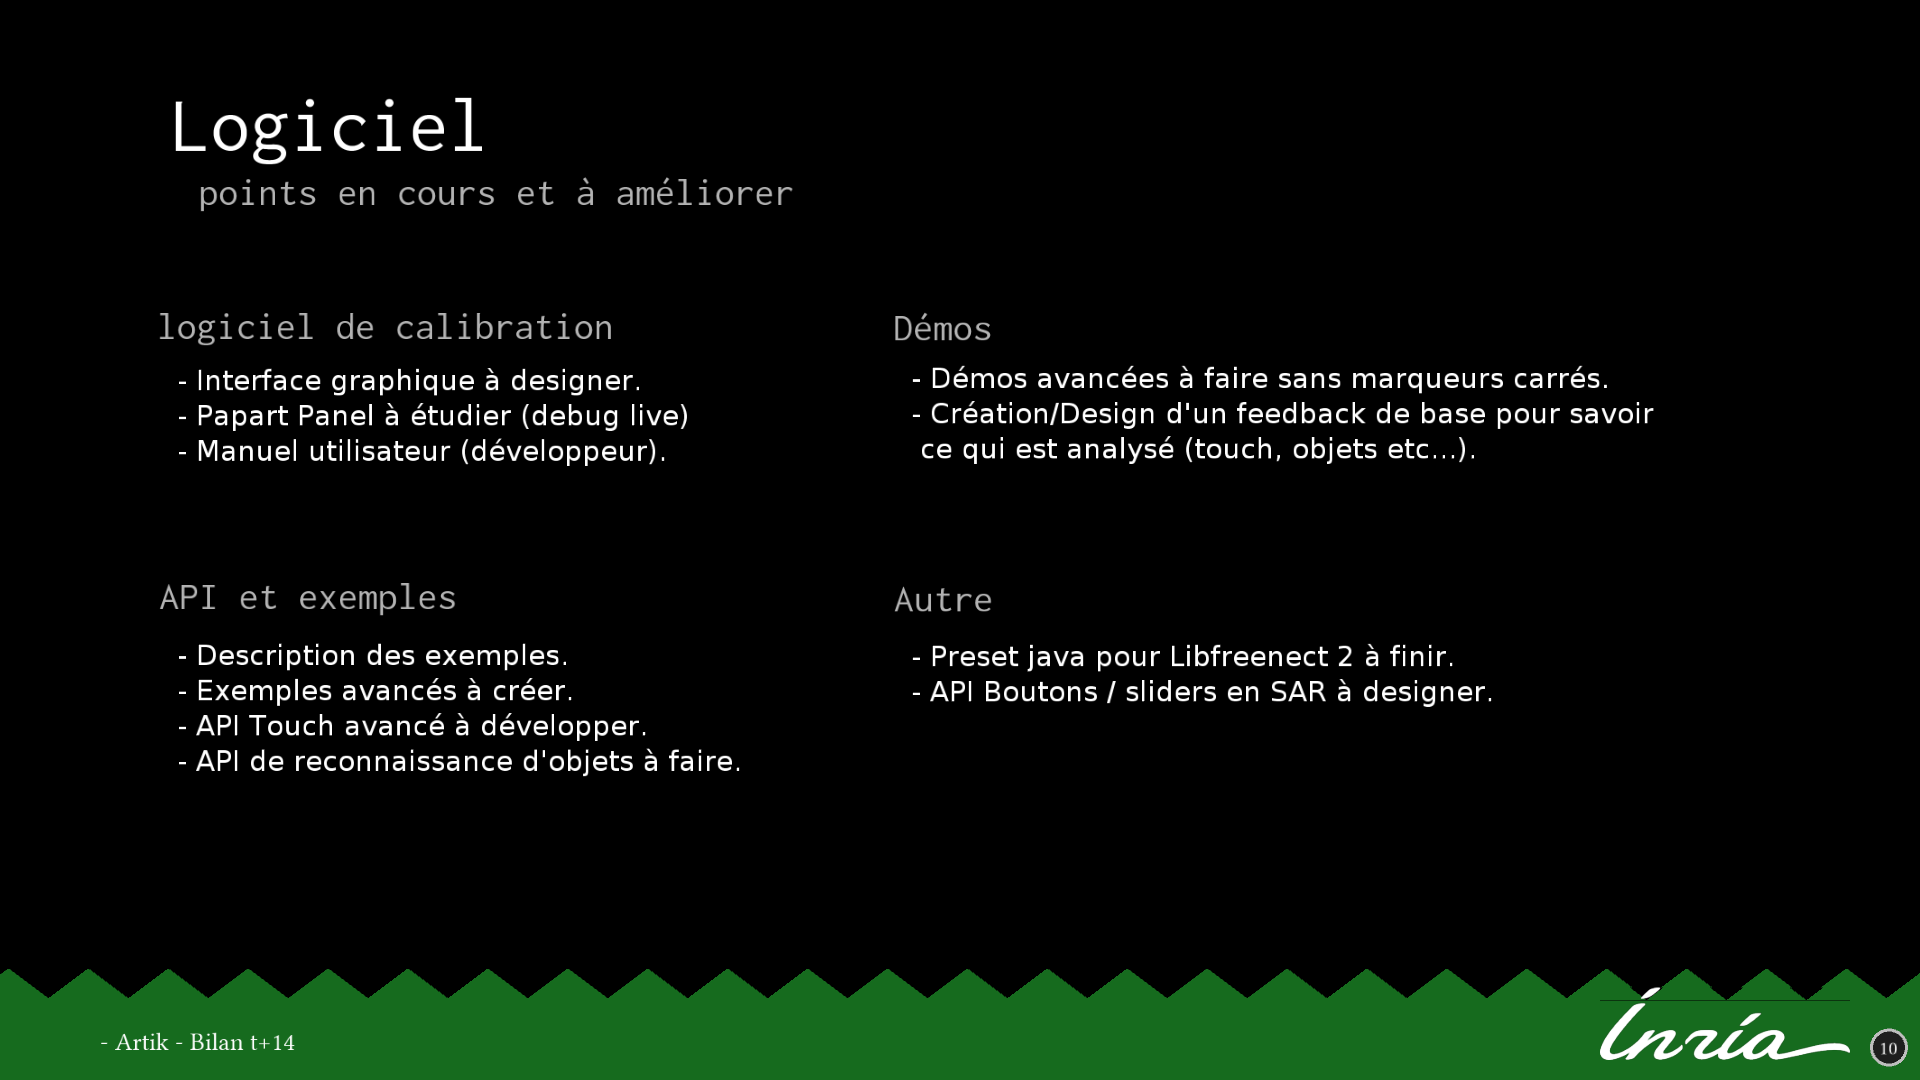 Logiciel
points en cours et à améliorer
logiciel de calibration
- Interface graphique à designer.
- Papart Panel à étudier (debug live)
- Manuel utilisateur (développeur).
Démos
- Démos avancées à faire sans marqueurs carrés.
- Création/Design d'un feedback de base pour savoir
ce qui est analysé (touch, objets etc...).
API et exemples
- Description des exemples.
- Exemples avancés à créer.
- API Touch avancé à développer.
- API de reconnaissance d'objets à faire.
Autre
- Preset java pour Libfreenect 2 à finir.
- API Boutons / sliders en SAR à designer.
- Artik - Bilan t+14
Inría
10